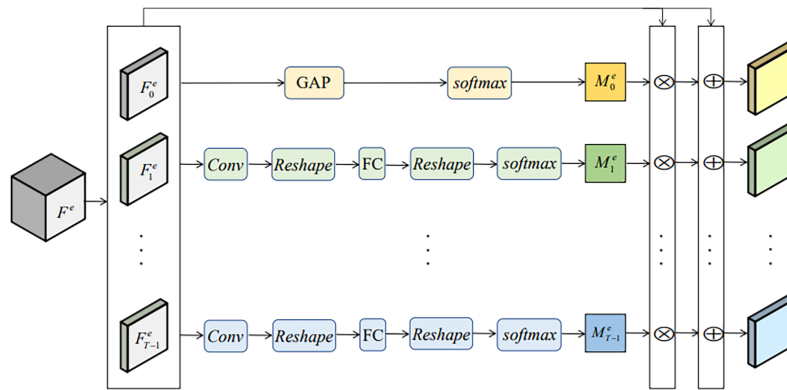 F_0^e GAP softmax M_0^e ⊗ ⊕
F_1^e Conv Reshape FC Reshape softmax M_1^e ⊗ ⊕
F^e
F_{T-1}^e Conv Reshape FC Reshape softmax M_{T-1}^e ⊗ ⊕